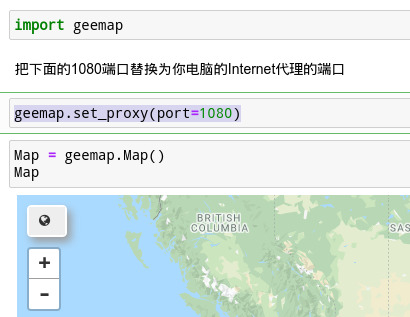 import geemap
把下面的1080端口替换为你电脑的Internet代理的端口
geemap.set_proxy(port=1080)
Map = geemap.Map()
Map
BRITISH
COLUMBIA
SAS
+
-